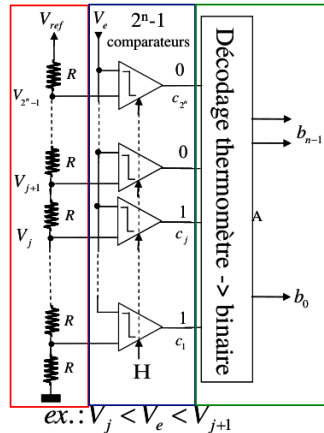 V_ref
V_e
2^n-1
comparateurs
R
0
V_{2^n-1}
c_{2^n}
R
0
V_{j+1}
R
1
c_j
V_j
R
1
c_1
R
H
Décodage thermomètre -> binaire
A
b_{n-1}
b_0
ex.: V_j < V_e < V_{j+1}